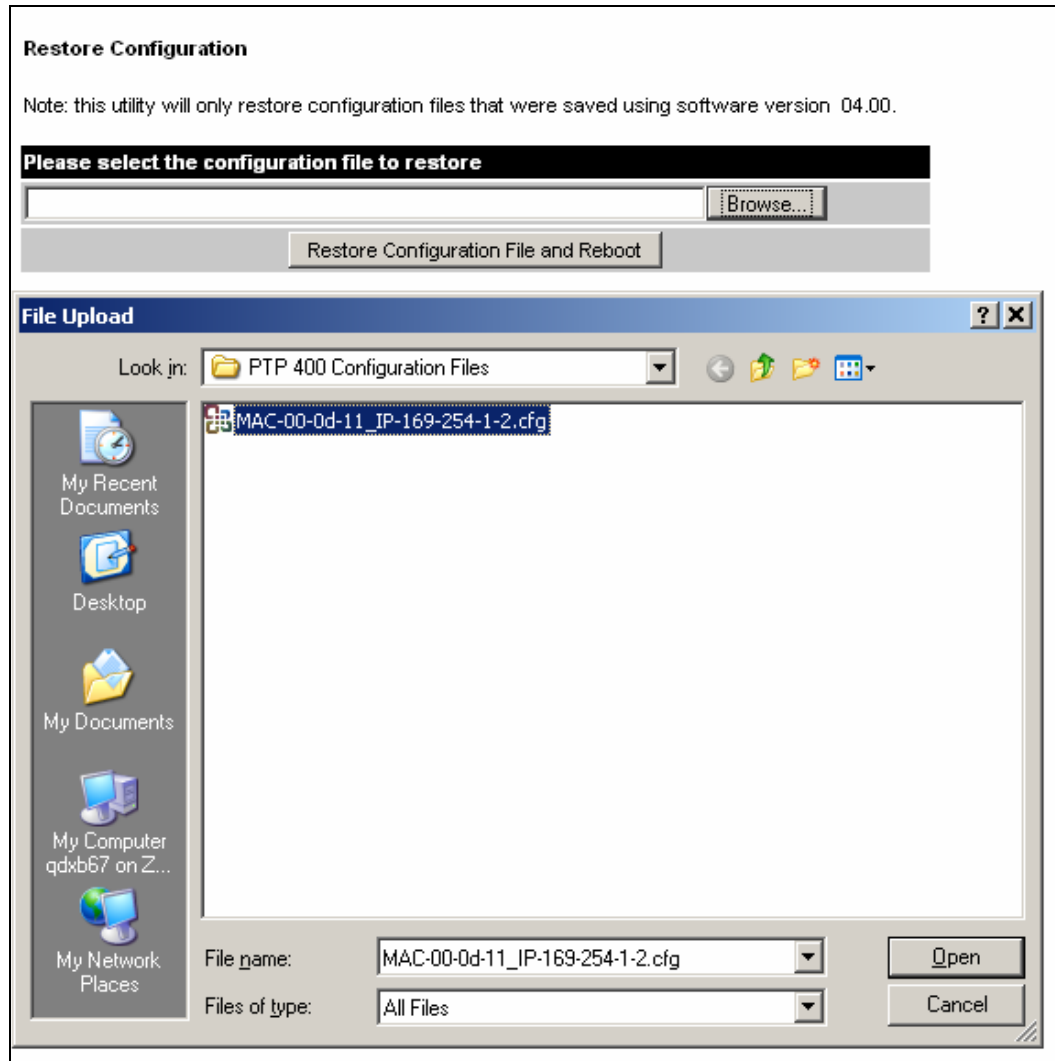 Restore Configuration
Note: this utility will only restore configuration files that were saved using software version 04.00.
Please select the configuration file to restore
Browse...
Restore Configuration File and Reboot
File Upload
Look in:
PTP 400 Configuration Files
MAC-00-0d-11_IP-169-254-1-2.cfg
My Recent
Documents
Desktop
My Documents
My Computer
qdxb67 on Z...
My Network
Places
File name:
MAC-00-0d-11_IP-169-254-1-2.cfg
Open
Files of type:
All Files
Cancel